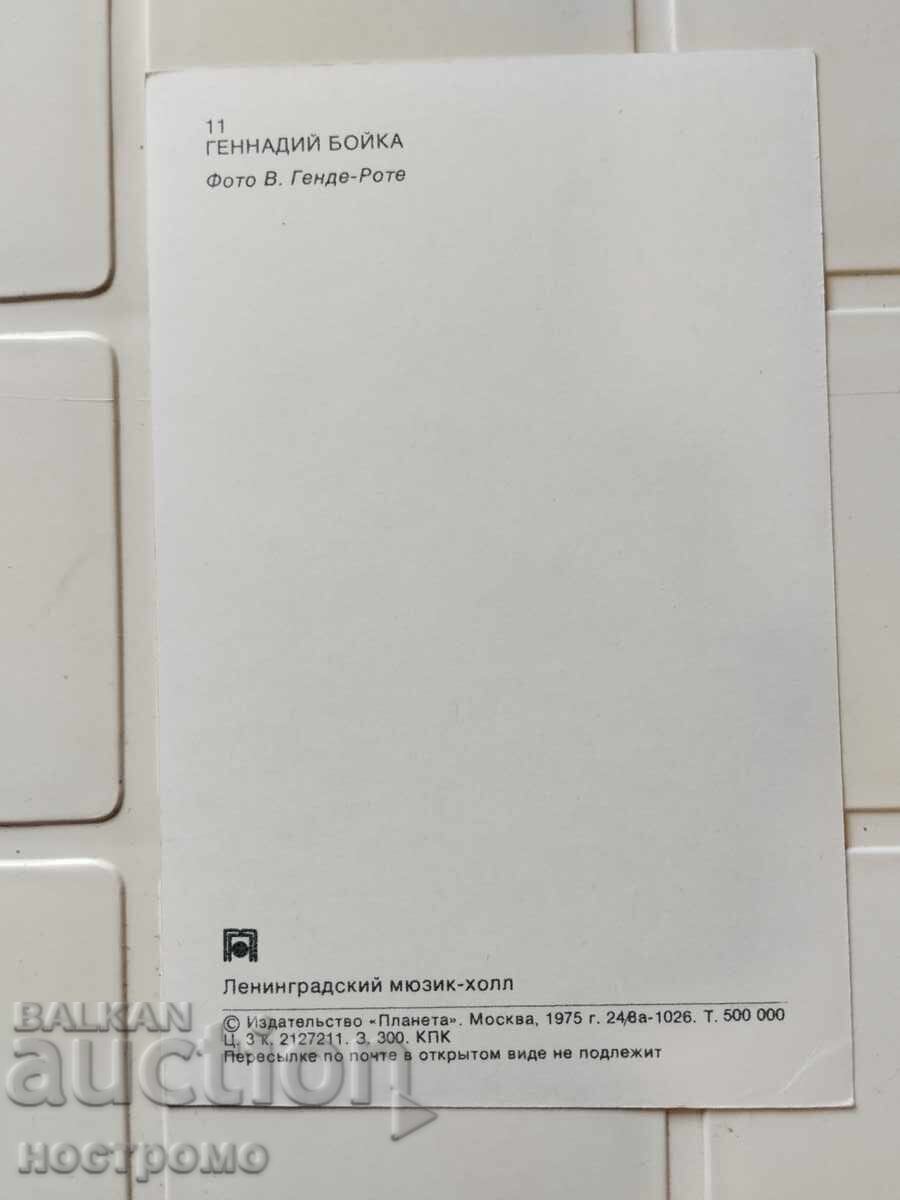 11
ГЕННАДИЙ БОЙКА
Фото В. Генде-Роте
Ленинградский мюзик-холл
© Издательство «Планета». Москва, 1975 г. 24/8а-1026. Т. 500 000
Ц. 3 к. 2127211. З. 300. КПК
Пересылке по почте в открытом виде не подлежит
BALKAN
auction
ностромо